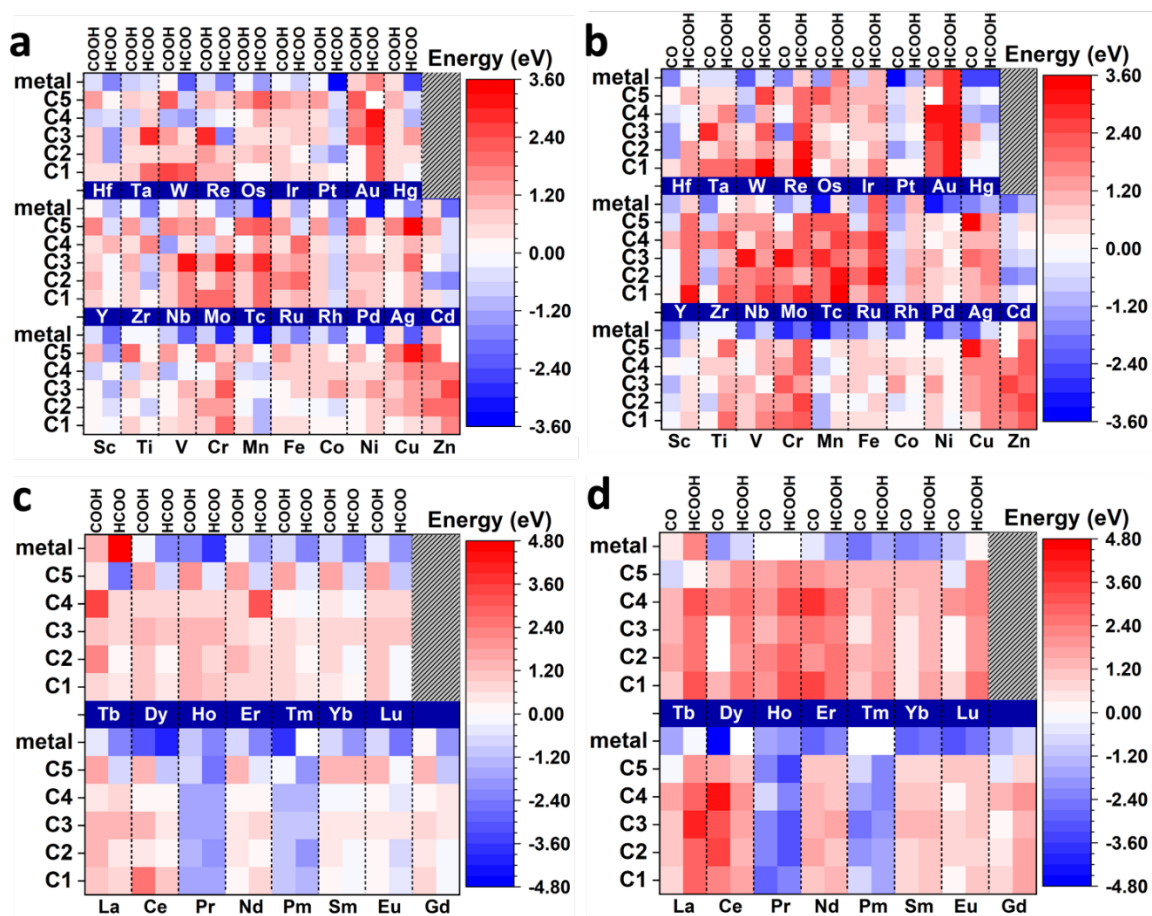 a
COOH HCOO COOH HCOO COOH HCOO COOH HCOO COOH HCOO COOH HCOO COOH HCOO COOH HCOO COOH HCOO
Energy (eV)
metal
C5
C4
C3
C2
C1
Hf Ta W Re Os Ir Pt Au Hg
metal
C5
C4
C3
C2
C1
Y Zr Nb Mo Tc Ru Rh Pd Ag Cd
metal
C5
C4
C3
C2
C1
Sc Ti V Cr Mn Fe Co Ni Cu Zn
3.60
2.40
1.20
0.00
-1.20
-2.40
-3.60
b
CO HCOOH CO HCOOH CO HCOOH CO HCOOH CO HCOOH CO HCOOH CO HCOOH CO HCOOH CO HCOOH
Energy (eV)
metal
C5
C4
C3
C2
C1
Hf Ta W Re Os Ir Pt Au Hg
metal
C5
C4
C3
C2
C1
Y Zr Nb Mo Tc Ru Rh Pd Ag Cd
metal
C5
C4
C3
C2
C1
Sc Ti V Cr Mn Fe Co Ni Cu Zn
3.60
2.40
1.20
0.00
-1.20
-2.40
-3.60
c
COOH HCOO COOH HCOO COOH HCOO COOH HCOO COOH HCOO COOH HCOO COOH HCOO
Energy (eV)
metal
C5
C4
C3
C2
C1
Tb Dy Ho Er Tm Yb Lu
metal
C5
C4
C3
C2
C1
La Ce Pr Nd Pm Sm Eu Gd
4.80
3.60
2.40
1.20
0.00
-1.20
-2.40
-3.60
-4.80
d
CO HCOOH CO HCOOH CO HCOOH CO HCOOH CO HCOOH CO HCOOH CO HCOOH
Energy (eV)
metal
C5
C4
C3
C2
C1
Tb Dy Ho Er Tm Yb Lu
metal
C5
C4
C3
C2
C1
La Ce Pr Nd Pm Sm Eu Gd
4.80
3.60
2.40
1.20
0.00
-1.20
-2.40
-3.60
-4.80